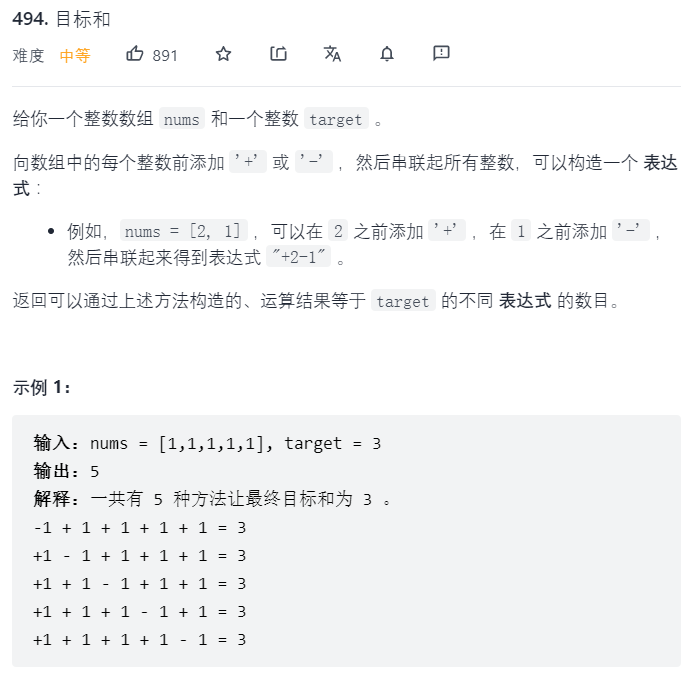 494. 目标和
难度 中等 891
给你一个整数数组 nums 和一个整数 target 。
向数组中的每个整数前添加 '+' 或 '-' ，然后串联起所有整数，可以构造一个 表达
式 ：
• 例如，nums = [2, 1] ，可以在 2 之前添加 '+' ，在 1 之前添加 '-' ，
然后串联起来得到表达式 "+2-1" 。
返回可以通过上述方法构造的、运算结果等于 target 的不同 表达式 的数目。
示例 1：
输入：nums = [1,1,1,1,1], target = 3
输出：5
解释：一共有 5 种方法让最终目标和为 3 。
-1 + 1 + 1 + 1 + 1 = 3
+1 - 1 + 1 + 1 + 1 = 3
+1 + 1 - 1 + 1 + 1 = 3
+1 + 1 + 1 - 1 + 1 = 3
+1 + 1 + 1 + 1 - 1 = 3